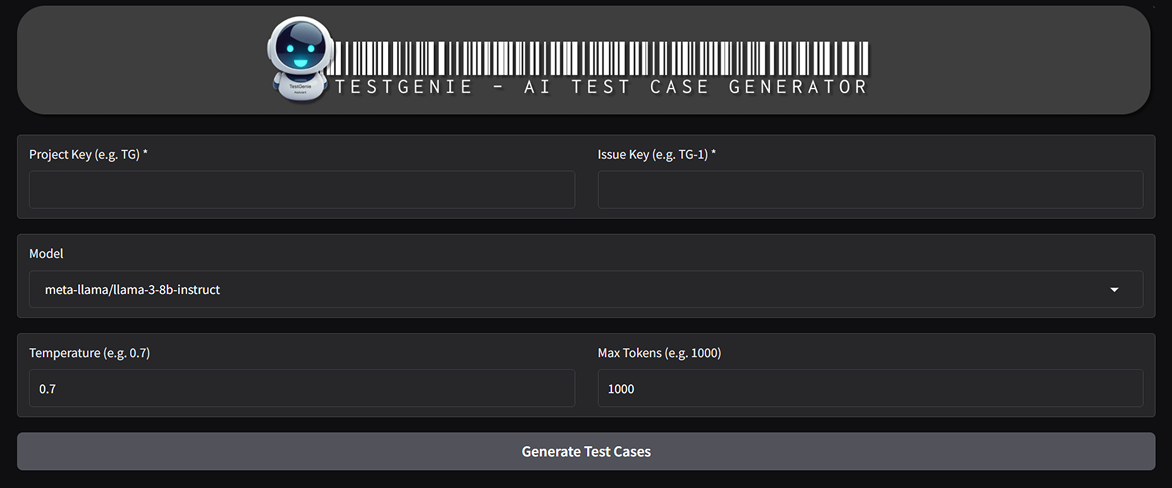 TestGenie
TESTGENIE - AI TEST CASE GENERATOR
Project Key (e.g. TG) *
Issue Key (e.g. TG-1) *
Model
meta-llama/llama-3-8b-instruct
Temperature (e.g. 0.7)
Max Tokens (e.g. 1000)
0.7
1000
Generate Test Cases